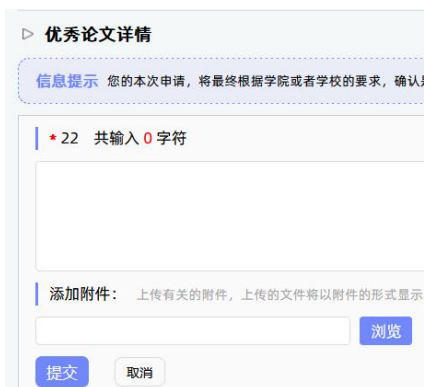 优秀论文详情
信息提示 您的本次申请，将最终根据学院或者学校的要求，确认
* 22 共输入 0 字符
添加附件： 上传有关的附件，上传的文件将以附件的形式显示
浏览
提交 取消